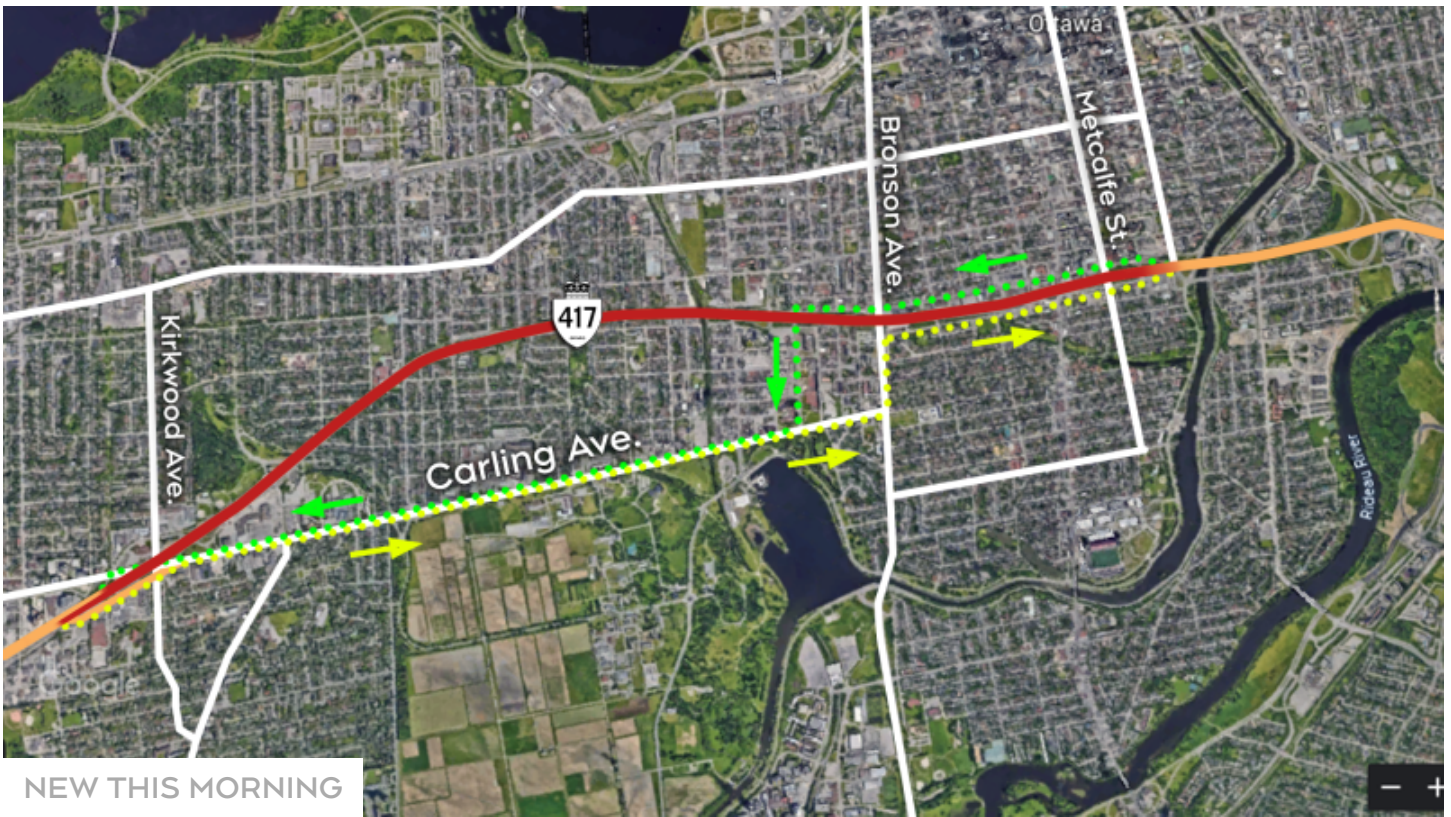 Ottawa
Metcalfe St.
Bronson Ave.
417
Kirkwood Ave.
Carling Ave.
Rideau River
Google
NEW THIS MORNING
− +